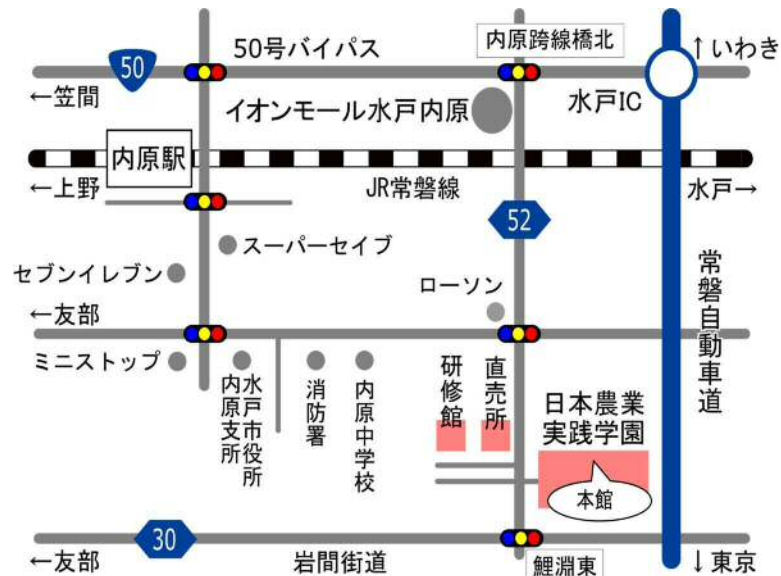 50号バイパス
内原跨線橋北
↑いわき
50
←笠間
イオンモール水戸内原
水戸IC
内原駅
←上野
JR常磐線
水戸→
52
スーパーセイブ
セブンイレブン
ローソン
常磐自動車道
←友部
ミニストップ
水戸市役所
内原支所
消防署
内原中学校
研修館
直売所
日本農業
実践学園
本館
30
←友部
岩間街道
鯉淵東
↓東京